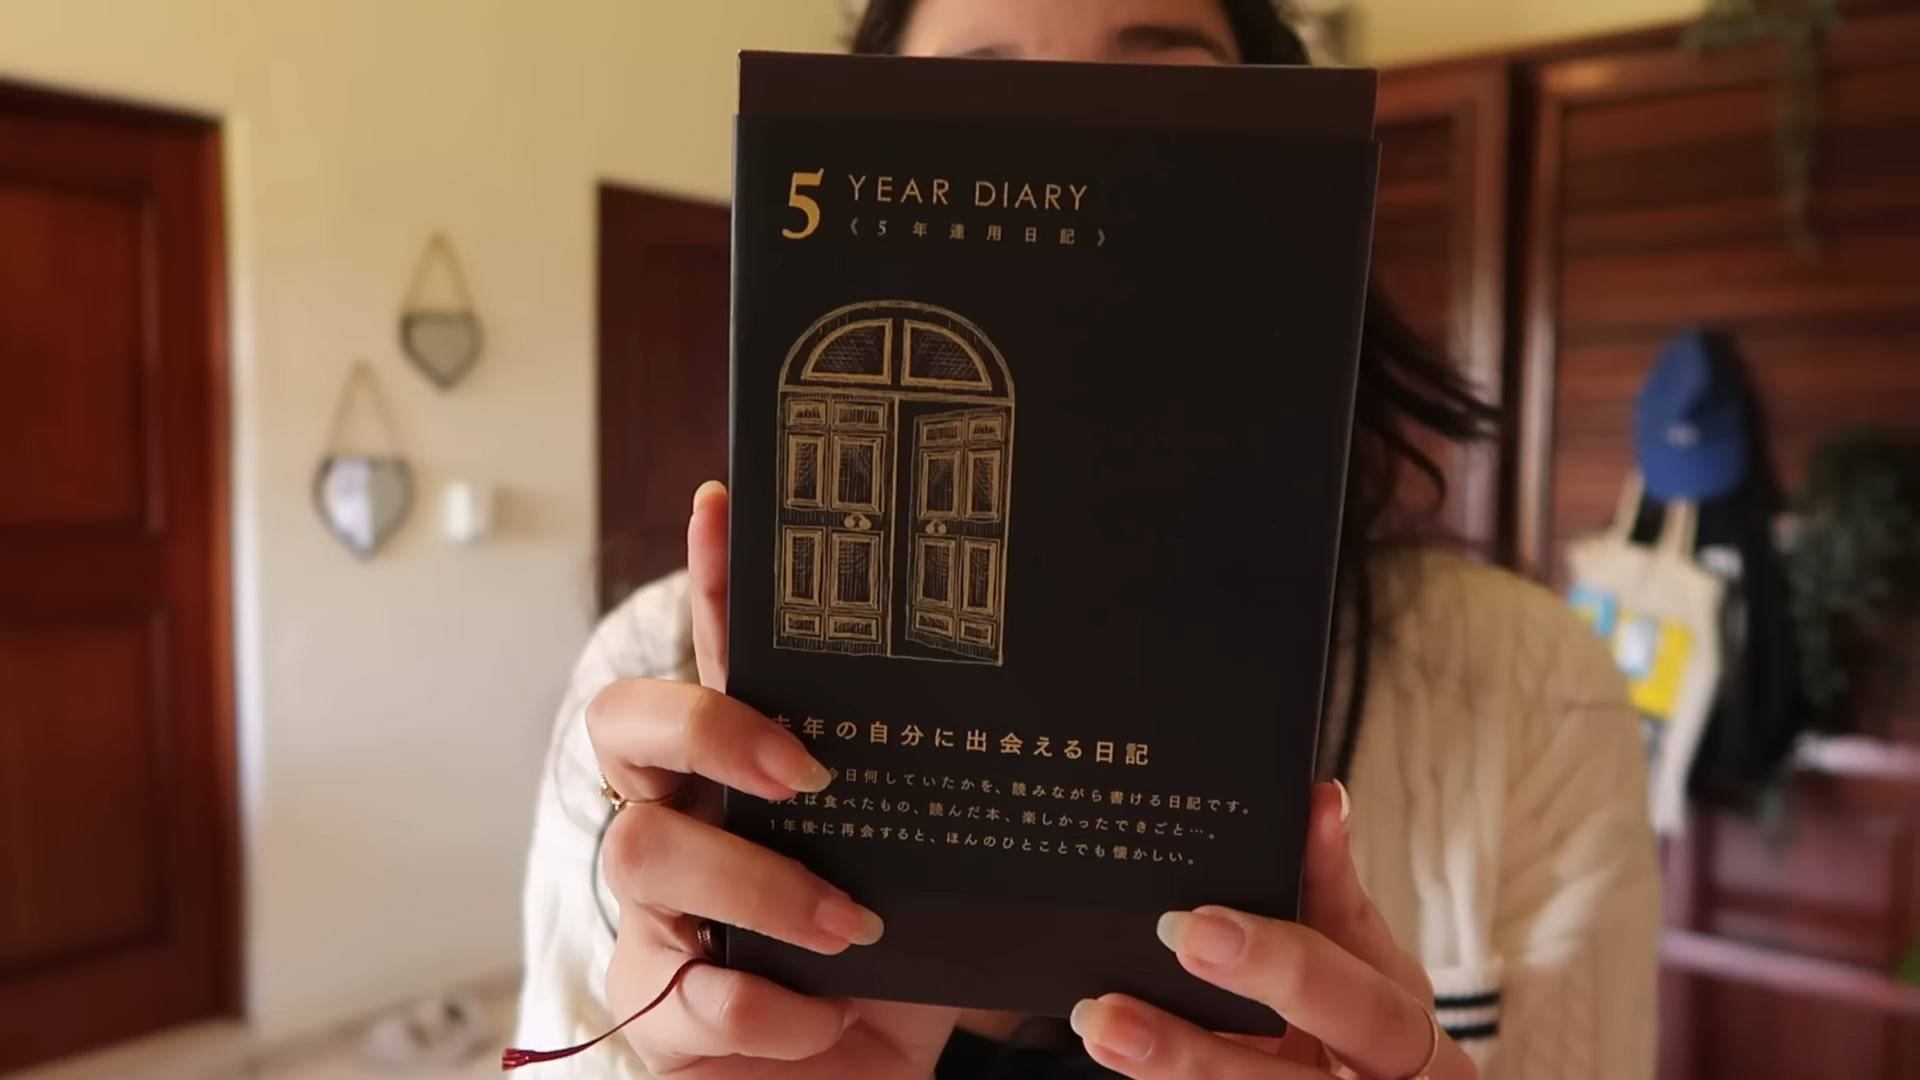 5 YEAR DIARY
《5年連用日記》
年の自分に出会える日記
今日何していたかを、読みながら書ける日記です。
えば食べたもの、読んだ本、楽しかったできごと…。
1年後に再会すると、ほんのひとことでも懐かしい。